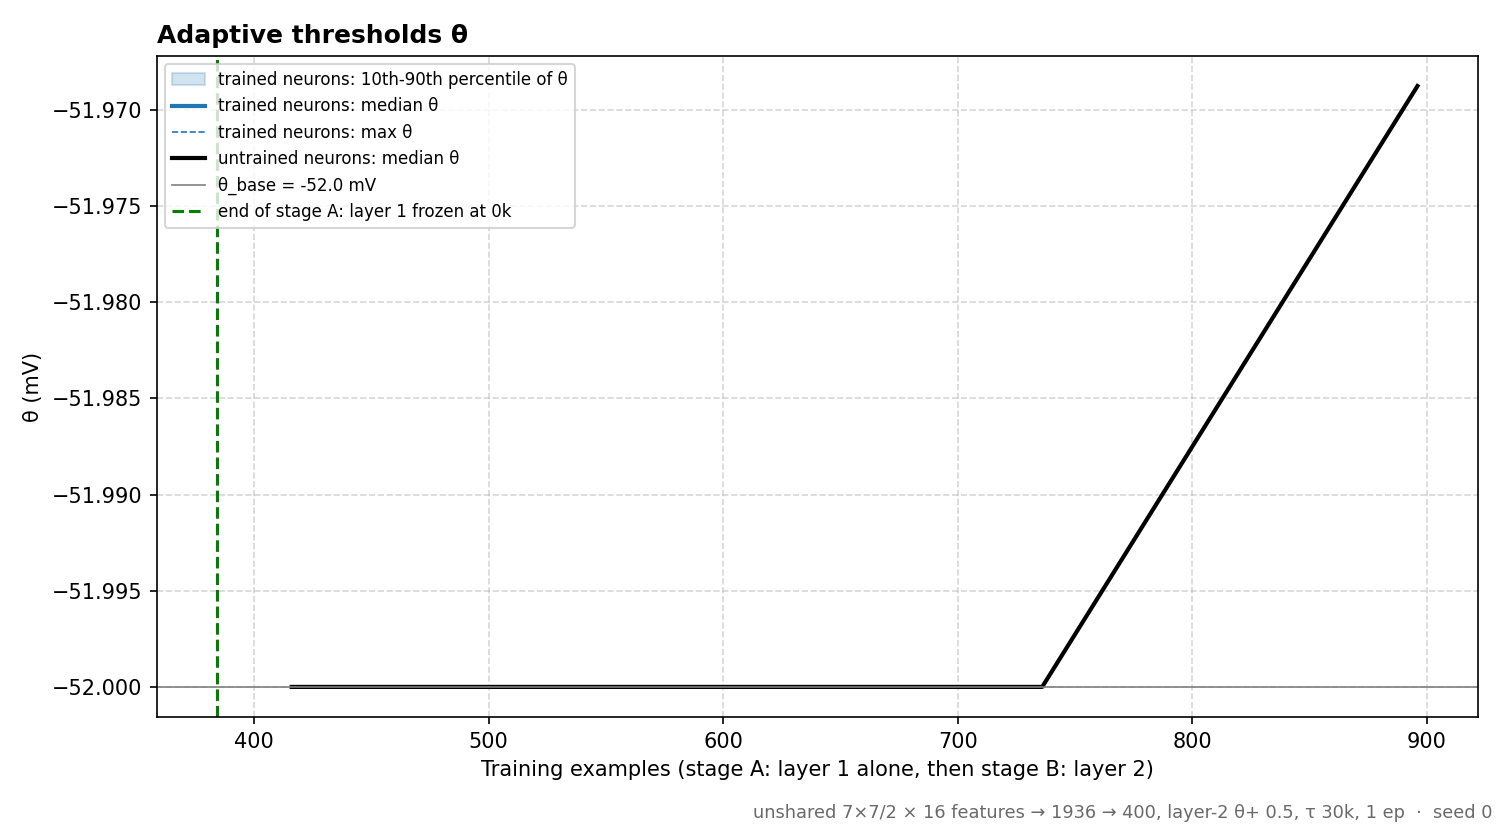 Adaptive thresholds θ
trained neurons: 10th-90th percentile of θ
trained neurons: median θ
trained neurons: max θ
untrained neurons: median θ
θ_base = -52.0 mV
end of stage A: layer 1 frozen at 0k
−51.970
−51.975
−51.980
−51.985
−51.990
−51.995
−52.000
θ (mV)
400 500 600 700 800 900
Training examples (stage A: layer 1 alone, then stage B: layer 2)
unshared 7×7/2 × 16 features → 1936 → 400, layer-2 θ+ 0.5, τ 30k, 1 ep · seed 0